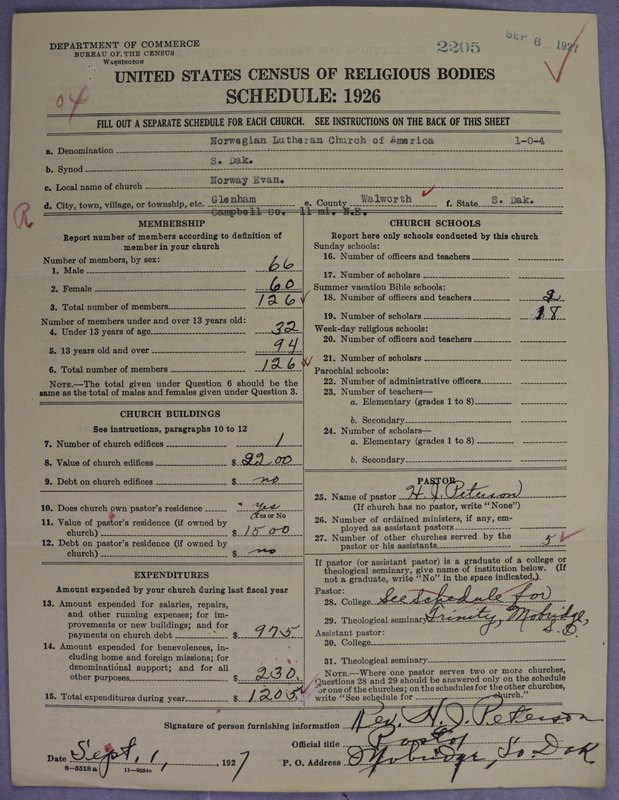 DEPARTMENT OF COMMERCE
BUREAU OF THE CENSUS
WASHINGTON
2205
SEP 6 1927
UNITED STATES CENSUS OF RELIGIOUS BODIES
SCHEDULE: 1926
04
FILL OUT A SEPARATE SCHEDULE FOR EACH CHURCH. SEE INSTRUCTIONS ON THE BACK OF THIS SHEET
a. Denomination Norwegian Lutheran Church of America 1-0-4
b. Synod S. Dak.
c. Local name of church Norway Evan.
d. City, town, village, or township, etc. Glenham e. County Walworth f. State S. Dak.
Campbell Co. 11 mi. N.E.
R
MEMBERSHIP
Report number of members according to definition of
member in your church
Number of members, by sex:
1. Male 66
2. Female 60
3. Total number of members 126
Number of members under and over 13 years old:
4. Under 13 years of age 32
5. 13 years old and over 94
6. Total number of members 126
NOTE.—The total given under Question 6 should be the
same as the total of males and females given under Question 3.
CHURCH BUILDINGS
See instructions, paragraphs 10 to 12
7. Number of church edifices 1
8. Value of church edifices $ 2200
9. Debt on church edifices $ no
10. Does church own pastor's residence yes
(Yes or No
11. Value of pastor's residence (if owned by
church) $ 1500
12. Debt on pastor's residence (if owned by
church) $ no
EXPENDITURES
Amount expended by your church during last fiscal year
13. Amount expended for salaries, repairs,
and other running expenses; for im-
provements or new buildings; and for
payments on church debt $ 975
14. Amount expended for benevolences, in-
cluding home and foreign missions; for
denominational support; and for all
other purposes $ 230.
15. Total expenditures during year $ 1205
CHURCH SCHOOLS
Report here only schools conducted by this church
Sunday schools:
16. Number of officers and teachers
17. Number of scholars
Summer vacation Bible schools:
18. Number of officers and teachers 2
19. Number of scholars 18
Week-day religious schools:
20. Number of officers and teachers
21. Number of scholars
Parochial schools:
22. Number of administrative officers
23. Number of teachers—
a. Elementary (grades 1 to 8)
b. Secondary
24. Number of scholars—
a. Elementary (grades 1 to 8)
b. Secondary
PASTOR
25. Name of pastor H. J. Peterson
(If church has no pastor, write "None")
26. Number of ordained ministers, if any, em-
ployed as assistant pastors
27. Number of other churches served by the
pastor or his assistants 5
If pastor (or assistant pastor) is a graduate of a college or
theological seminary, give name of institution below. (If
not a graduate, write "No" in the space indicated.)
Pastor:
28. College See schedule for
29. Theological seminary Trinity, Mobridge, S. D.
Assistant pastor:
30. College
31. Theological seminary
NOTE.—Where one pastor serves two or more churches,
Questions 28 and 29 should be answered only on the schedule
for one of the churches; on the schedules for the other churches,
write "See schedule for church."
Signature of person furnishing information Rev. H. J. Peterson
Official title Pastor
Date Sept. 1, 1927 P. O. Address Mobridge, So. Dak
8-5518a 11-9034